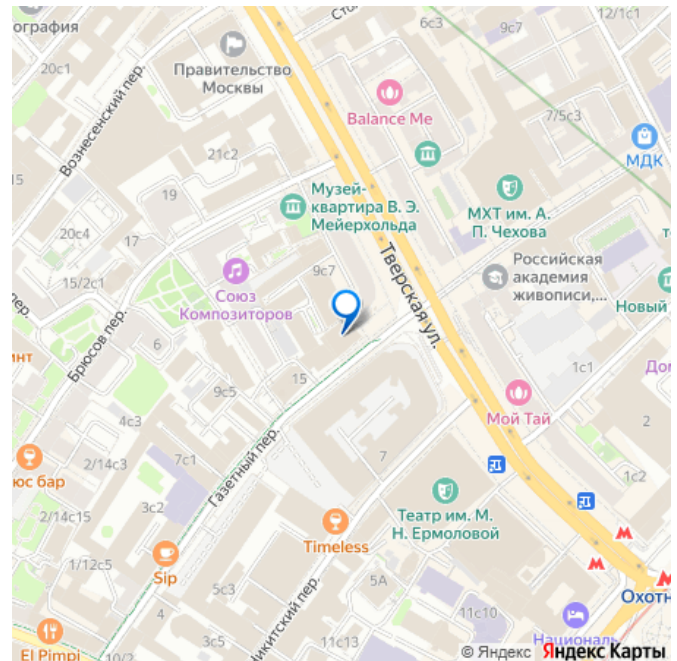 ография
20с1
Правительство
Москвы
Вознесенский пер.
6с3
9с7
12/1с1
Balance Me
7/5с3
МДК
15
21с2
19
Музей-
квартира В. Э.
Мейерхольда
МХТ им. А.
П. Чехова
20с4
17
Тверская ул.
Российская
академия
живописи,...
15/2с1
9с7
Союз
Композиторов
Новый
пер.
Брюсов пер.
6
инт
15
9с5
1с1
Дом
4с3
Мой Тай
2
юс бар
2/14с3
7с1
Газетный пер.
7
1с2
2/14с15
3с2
Театр им. М.
Н. Ермоловой
Timeless
1/12с5
Sip
5А
5с3
Охотн
Никитский пер.
11с10
4
11с13
Националь
El Pimpi
10/2
© Яндекс Яндекс Карты